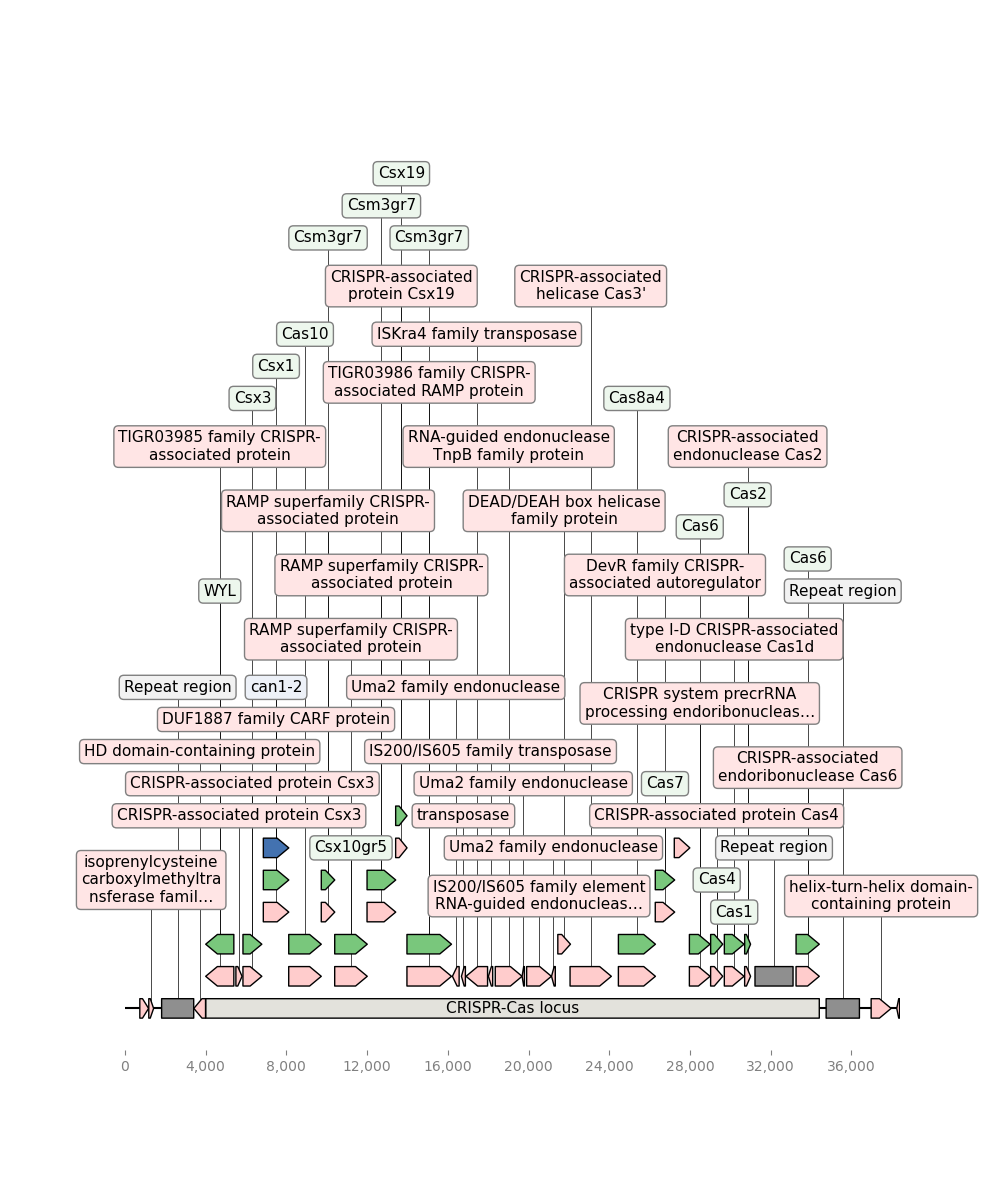 Csx19
Csm3gr7
Csm3gr7
Csm3gr7
CRISPR-associated
protein Csx19
CRISPR-associated
helicase Cas3'
Cas10
ISKra4 family transposase
Csx1
TIGR03986 family CRISPR-
associated RAMP protein
Csx3
Cas8a4
TIGR03985 family CRISPR-
associated protein
RNA-guided endonuclease
TnpB family protein
CRISPR-associated
endonuclease Cas2
Cas2
RAMP superfamily CRISPR-
associated protein
DEAD/DEAH box helicase
family protein
Cas6
Cas6
RAMP superfamily CRISPR-
associated protein
DevR family CRISPR-
associated autoregulator
WYL
Repeat region
RAMP superfamily CRISPR-
associated protein
type I-D CRISPR-associated
endonuclease Cas1d
Repeat region
can1-2
Uma2 family endonuclease
CRISPR system precrRNA
processing endoribonucleas…
DUF1887 family CARF protein
HD domain-containing protein
IS200/IS605 family transposase
CRISPR-associated
endoribonuclease Cas6
CRISPR-associated protein Csx3
Uma2 family endonuclease
Cas7
CRISPR-associated protein Csx3
transposase
CRISPR-associated protein Cas4
Csx10gr5
Uma2 family endonuclease
Repeat region
isoprenylcysteine
carboxylmethyltra
nsferase famil…
IS200/IS605 family element
RNA-guided endonucleas…
Cas4
helix-turn-helix domain-
containing protein
Cas1
CRISPR-Cas locus
0
4,000
8,000
12,000
16,000
20,000
24,000
28,000
32,000
36,000